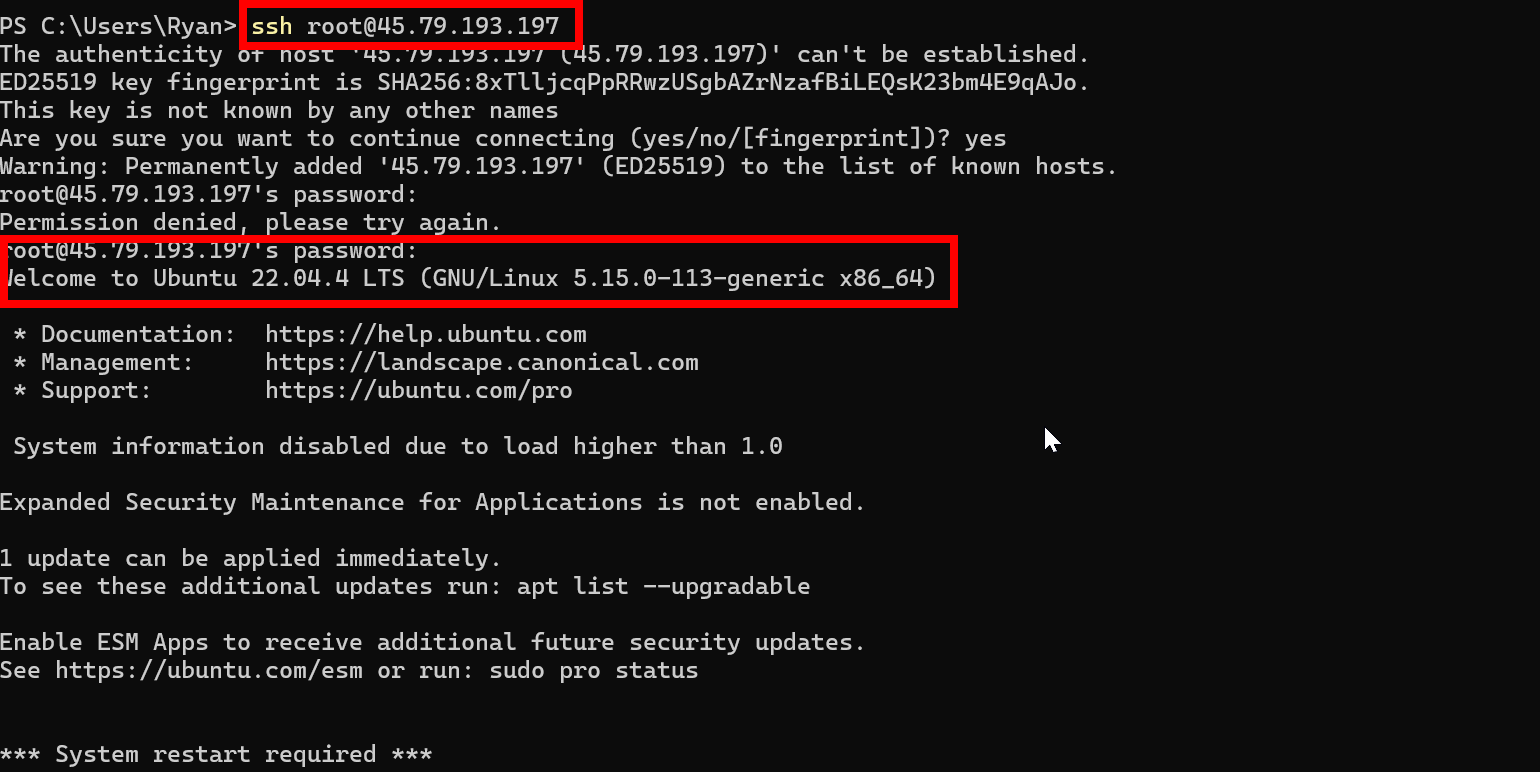 PS C:\Users\Ryan> ssh root@45.79.193.197
The authenticity of host '45.79.193.197 (45.79.193.197)' can't be established.
ED25519 key fingerprint is SHA256:8xTlljcqPpRRwzUSgbAZrNzafBiLEQsK23bm4E9qAJo.
This key is not known by any other names
Are you sure you want to continue connecting (yes/no/[fingerprint])? yes
Warning: Permanently added '45.79.193.197' (ED25519) to the list of known hosts.
root@45.79.193.197's password:
Permission denied, please try again.
root@45.79.193.197's password:
Welcome to Ubuntu 22.04.4 LTS (GNU/Linux 5.15.0-113-generic x86_64)
* Documentation:  https://help.ubuntu.com
* Management:     https://landscape.canonical.com
* Support:        https://ubuntu.com/pro
System information disabled due to load higher than 1.0
Expanded Security Maintenance for Applications is not enabled.
1 update can be applied immediately.
To see these additional updates run: apt list --upgradable
Enable ESM Apps to receive additional future security updates.
See https://ubuntu.com/esm or run: sudo pro status
*** System restart required ***